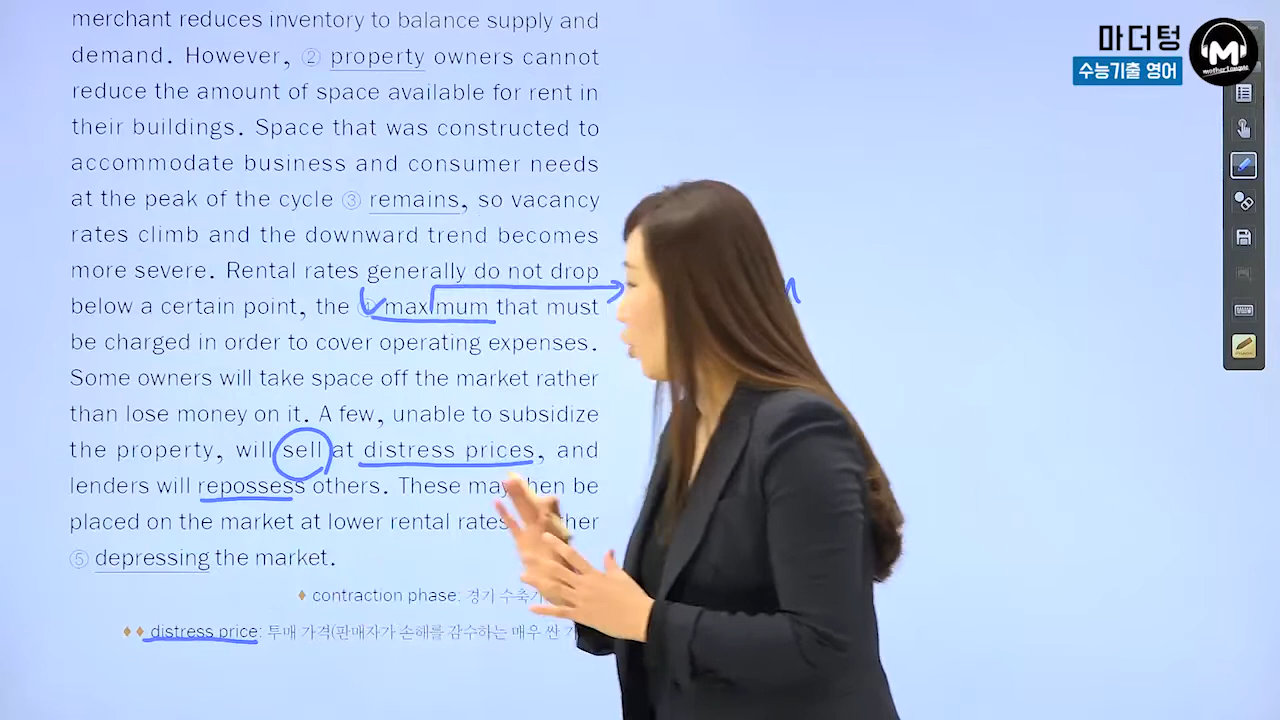 merchant reduces inventory to balance supply and
demand. However, ② property owners cannot
reduce the amount of space available for rent in
their buildings. Space that was constructed to
accommodate business and consumer needs
at the peak of the cycle ③ remains, so vacancy
rates climb and the downward trend becomes
more severe. Rental rates generally do not drop
below a certain point, the maximum that must
be charged in order to cover operating expenses.
Some owners will take space off the market rather
than lose money on it. A few, unable to subsidize
the property, will sell at distress prices, and
lenders will repossess others. These may then be
placed on the market at lower rental rates
⑤ depressing the market.
♦ contraction phase: 경기
♦♦ distress price: 투매 가격(판매자가 손해를 감수하는 매우 싼
마더텅
수능기출 영어
M
mother tongue